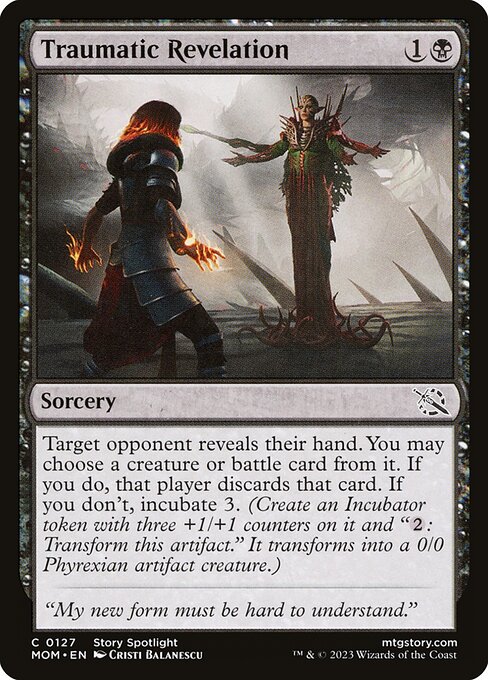 Traumatic Revelation 1
Sorcery
Target opponent reveals their hand. You may
choose a creature or battle card from it. If
you do, that player discards that card. If
you don't, incubate 3. (Create an Incubator
token with three +1/+1 counters on it and “2:
Transform this artifact.” It transforms into a 0/0
Phyrexian artifact creature.)
“My new form must be hard to understand.”
C 0127 Story Spotlight mtgstory.com
MOM • EN Cristi Balanescu ™ & © 2023 Wizards of the Coast